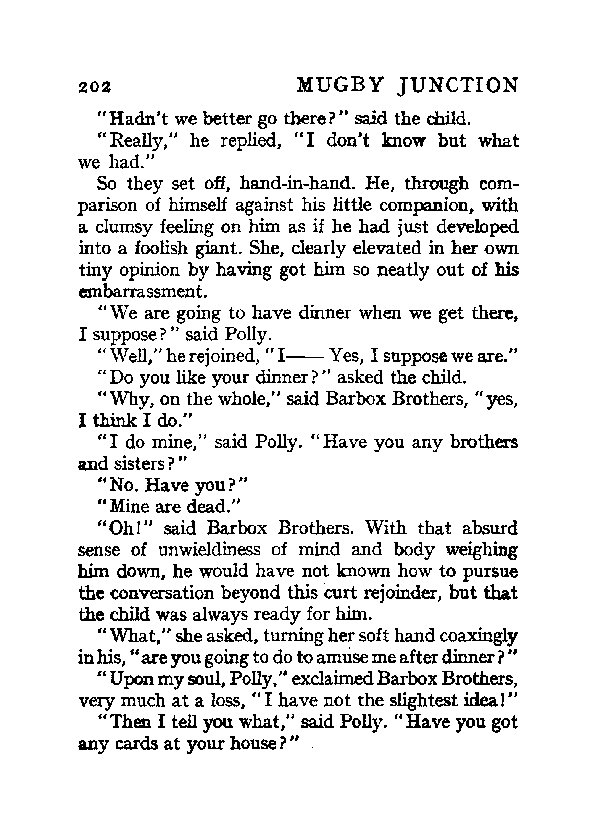 202 MUGBY JUNCTION
"Hadn't we better go there?" said the child.
"Really," he replied, "I don't know but what
we had."
So they set off, hand-in-hand. He, through com-
parison of himself against his little companion, with
a clumsy feeling on him as if he had just developed
into a foolish giant. She, clearly elevated in her own
tiny opinion by having got him so neatly out of his
embarrassment.
"We are going to have dinner when we get there,
I suppose?" said Polly.
"Well," he rejoined, "I—— Yes, I suppose we are."
"Do you like your dinner?" asked the child.
"Why, on the whole," said Barbox Brothers, "yes,
I think I do."
"I do mine," said Polly. "Have you any brothers
and sisters?"
"No. Have you?"
"Mine are dead."
"Oh!" said Barbox Brothers. With that absurd
sense of unwieldiness of mind and body weighing
him down, he would have not known how to pursue
the conversation beyond this curt rejoinder, but that
the child was always ready for him.
"What," she asked, turning her soft hand coaxingly
in his, "are you going to do to amuse me after dinner?"
"Upon my soul, Polly," exclaimed Barbox Brothers,
very much at a loss, "I have not the slightest idea!"
"Then I tell you what," said Polly. "Have you got
any cards at your house?"